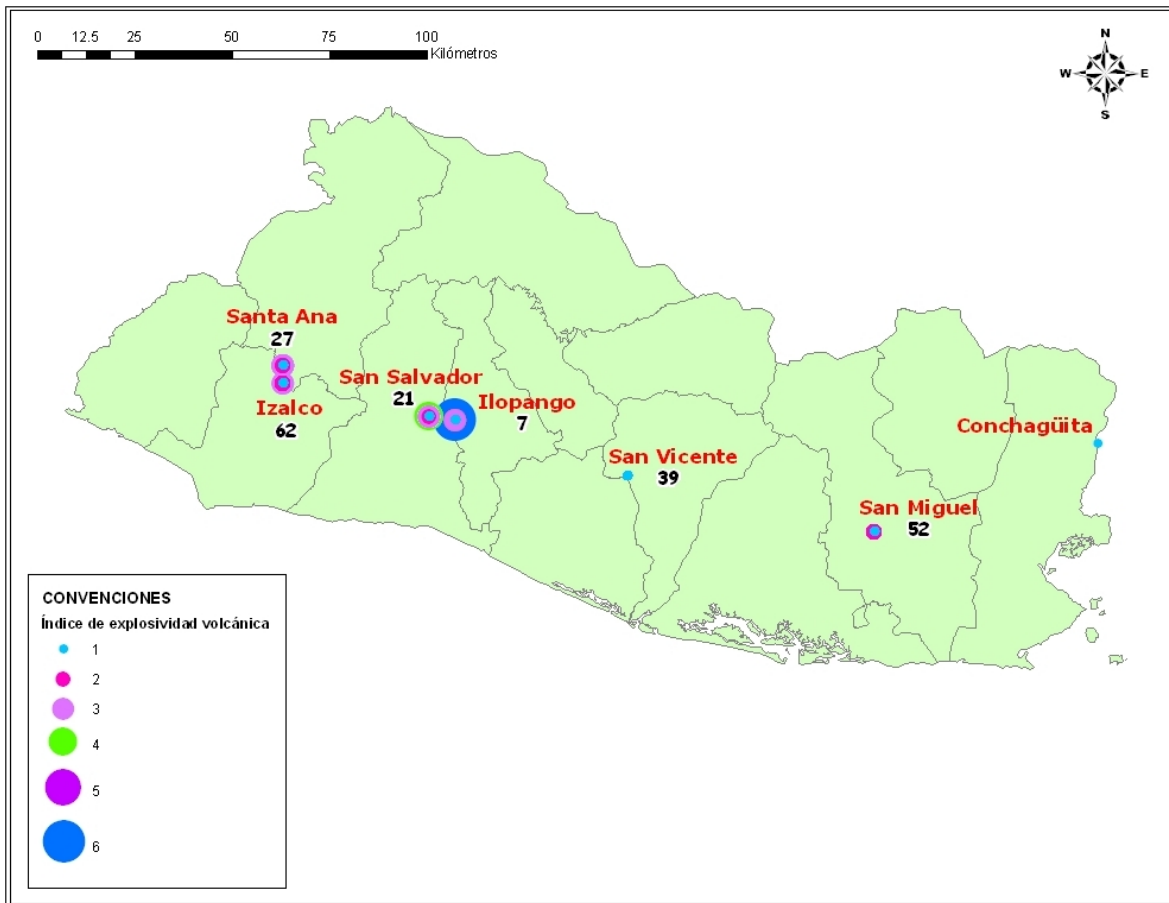 0 12.5 25 50 75 100
Kilómetros
N
W E
S
Santa Ana
27
Izalco
62
San Salvador
21
Ilopango
7
San Vicente
39
Conchagüita
San Miguel
52
CONVENCIONES
Índice de explosividad volcánica
1
2
3
4
5
6